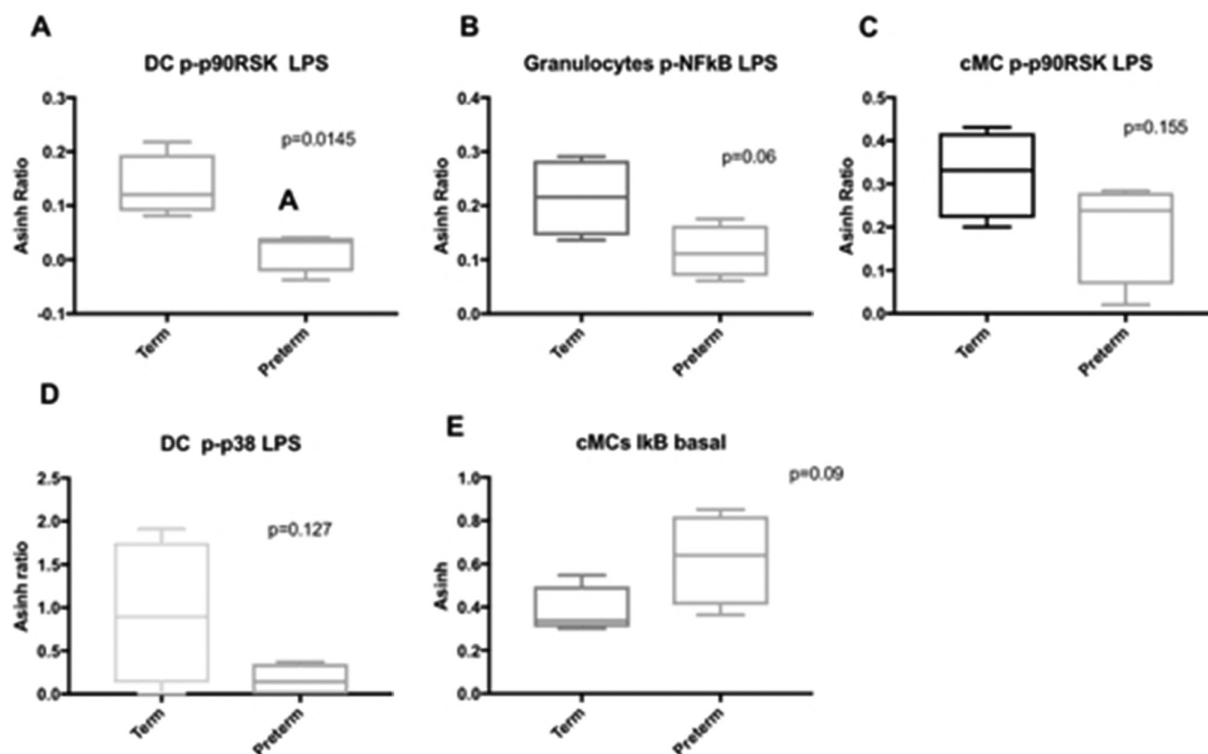 A
DC p-p90RSK LPS
Asinh Ratio
0.3
0.2
0.1
0.0
-0.1
p=0.0145
A
Term
Preterm
B
Granulocytes p-NFkB LPS
Asinh Ratio
0.4
0.3
0.2
0.1
0.0
p=0.06
Term
Preterm
C
cMC p-p90RSK LPS
Asinh Ratio
0.5
0.4
0.3
0.2
0.1
0.0
p=0.155
Term
Preterm
D
DC p-p38 LPS
Asinh ratio
2.5
2.0
1.5
1.0
0.5
0.0
p=0.127
Term
Preterm
E
cMCs IkB basal
Asinh
1.0
0.8
0.6
0.4
0.2
0.0
p=0.09
Term
Preterm